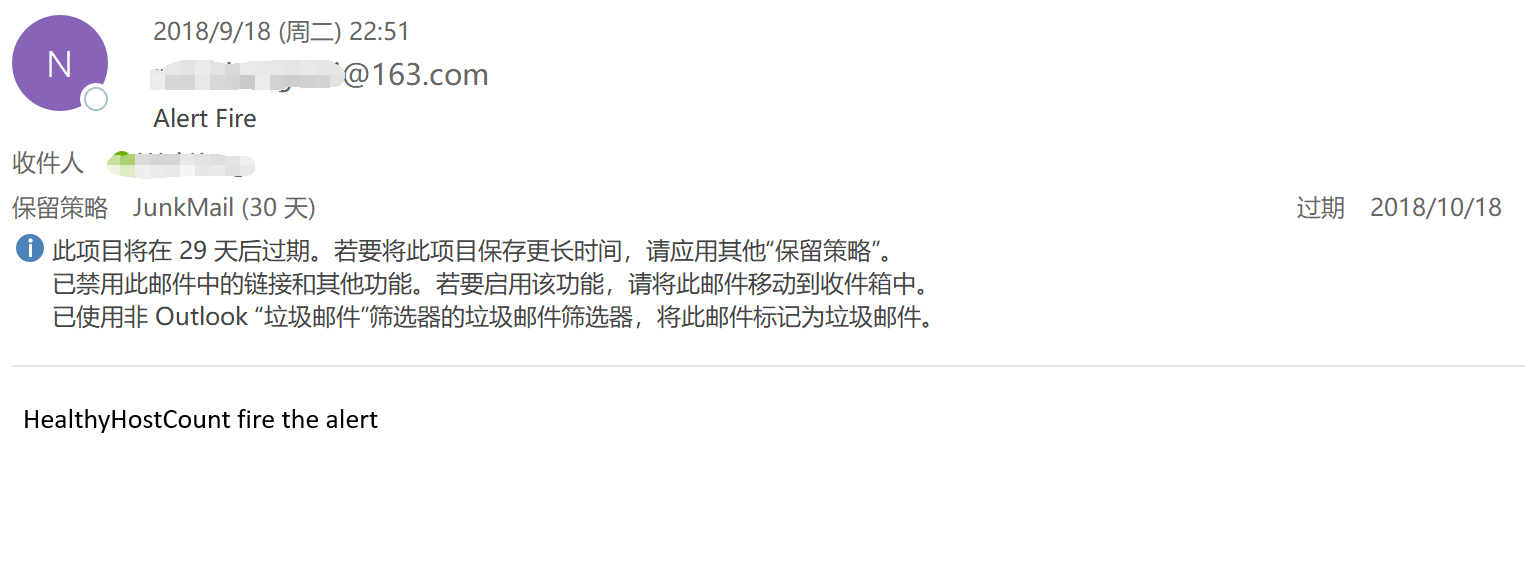 N
2018/9/18 (周二) 22:51
@163.com
Alert Fire
收件人
保留策略 JunkMail (30 天) 过期 2018/10/18
此项目将在 29 天后过期。若要将此项目保存更长时间，请应用其他“保留策略”。
已禁用此邮件中的链接和其他功能。若要启用该功能，请将此邮件移动到收件箱中。
已使用非 Outlook “垃圾邮件”筛选器的垃圾邮件筛选器，将此邮件标记为垃圾邮件。
HealthyHostCount fire the alert